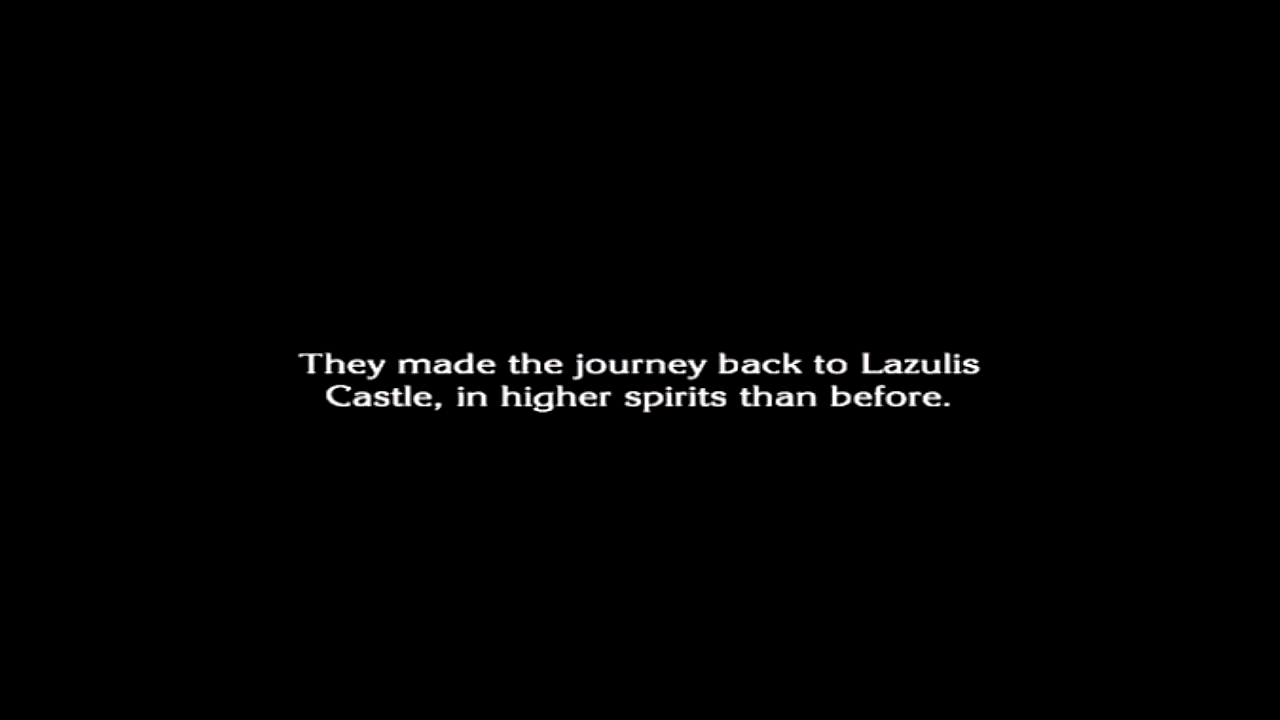 They made the journey back to Lazulis
Castle, in higher spirits than before.